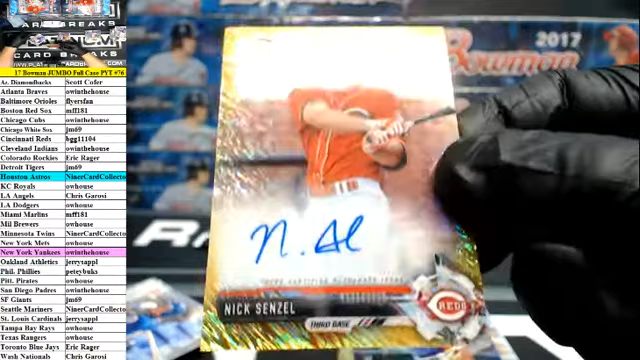 CARD BREAKS
17 Bowman JUMBO Full Case PYT #76
Az. Diamondbacks Scott Cofer
Atlanta Braves owinthehouse
Baltimore Orioles flyersfan
Boston Red Sox mff181
Chicago Cubs owinthehouse
Chicago White Sox jm69
Cincinnati Reds bgg11104
Cleveland Indians owinthehouse
Colorado Rockies Eric Rager
Detroit Tigers jm69
Houston Astros NinerCardCollecto
KC Royals owhouse
LA Angels Chris Garosi
LA Dodgers owhouse
Miami Marlins mff181
Mil Brewers owhouse
Minnesota Twins NinerCardCollecto
New York Mets owhouse
New York Yankees owinthehouse
Oakland Athletics jerrysappl
Phil. Phillies peteybuks
Pitt. Pirates owhouse
San Diego Padres owinthehouse
SF Giants jm69
Seattle Mariners NinerCardCollecto
St. Louis Cardinals jerrysappl
Tampa Bay Rays owhouse
Texas Rangers owhouse
Toronto Blue Jays Eric Rager
Wash Nationals Chris Garosi
2017
Bowman
NICK SENZEL
THIRD BASE
REDS